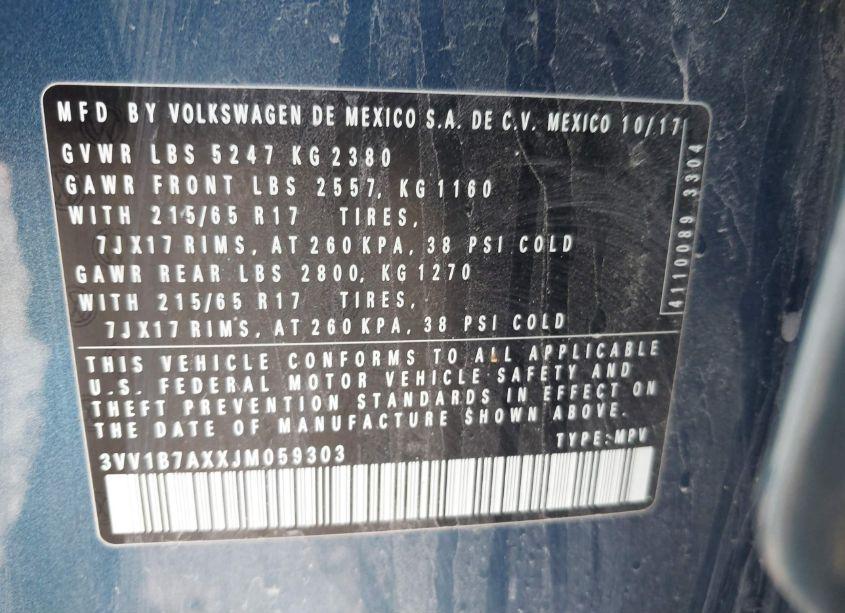 MFD BY VOLKSWAGEN DE MEXICO S.A. DE C.V. MEXICO 10/17
GVWR LBS 5247 KG 2380
GAWR FRONT LBS 2557, KG 1160
WITH 215/65 R17 TIRES,
7JX17 RIMS, AT 260 KPA, 38 PSI COLD
GAWR REAR LBS 2800, KG 1270
WITH 215/65 R17 TIRES,
7JX17 RIMS, AT 260 KPA, 38 PSI COLD
4110089 3304
THIS VEHICLE CONFORMS TO ALL APPLICABLE
U.S. FEDERAL MOTOR VEHICLE SAFETY AND
THEFT PREVENTION STANDARDS IN EFFECT ON
THE DATE OF MANUFACTURE SHOWN ABOVE.
TYPE: MPV
3VV1B7AXXJM059303